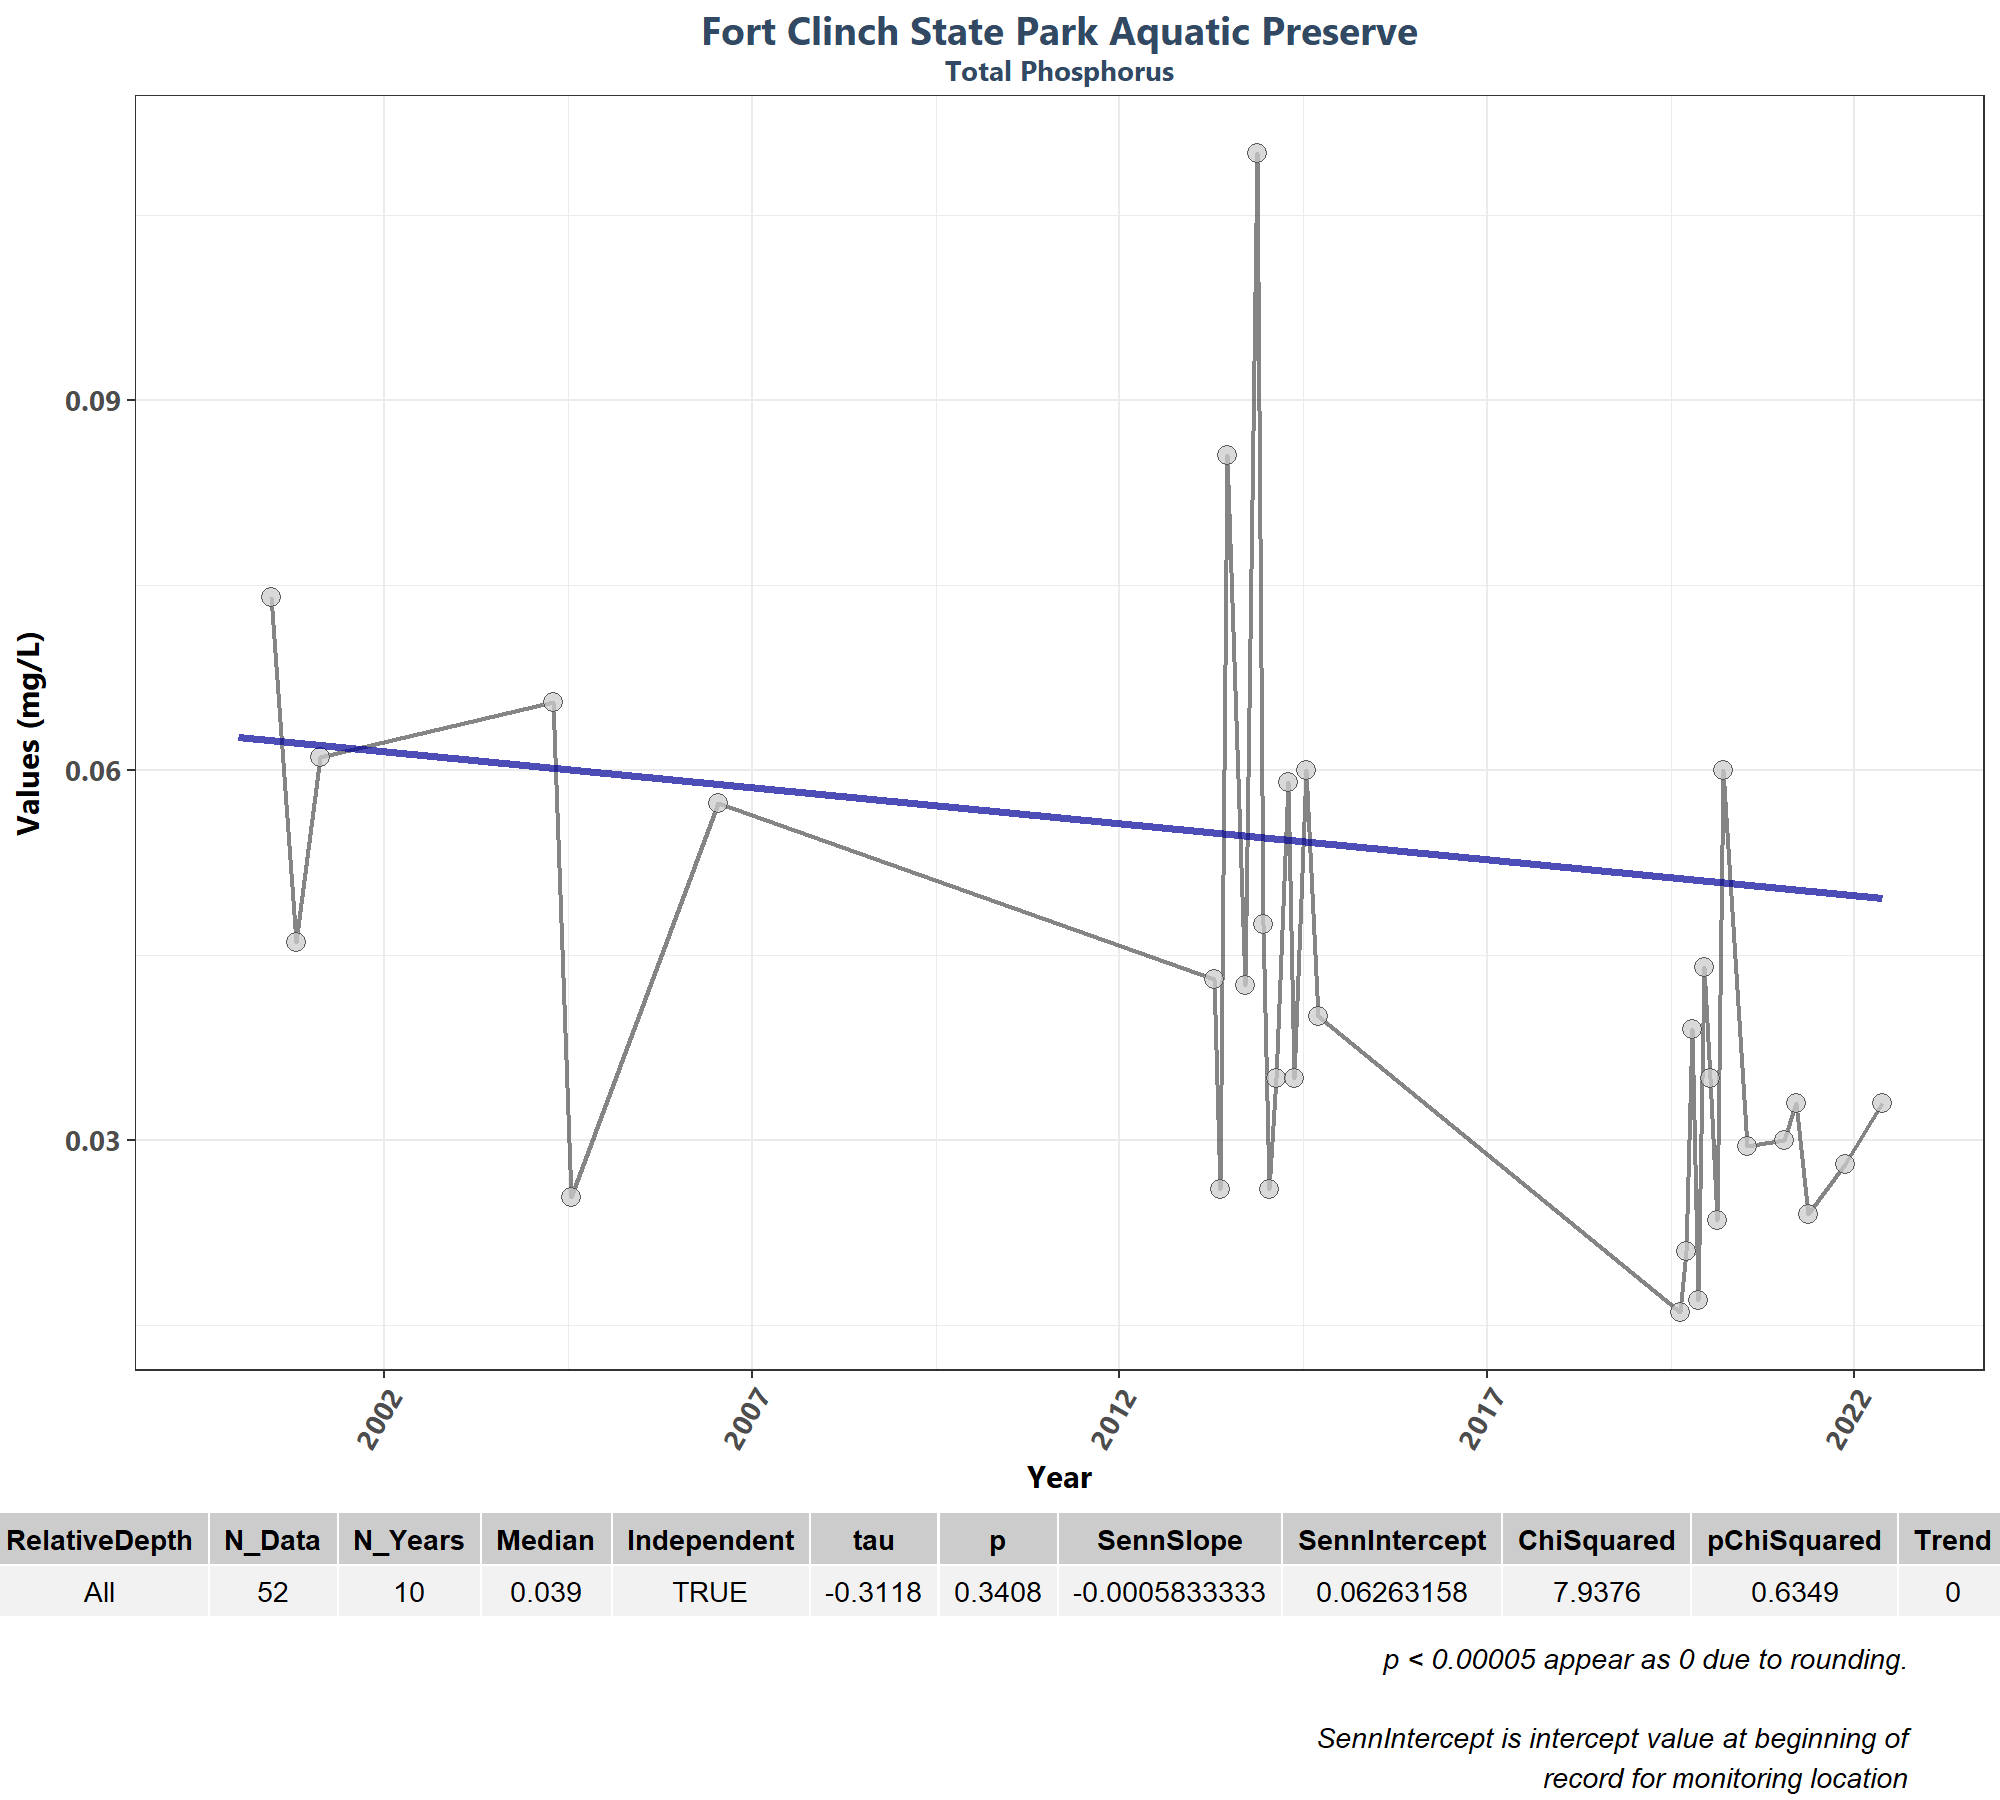 Fort Clinch State Park Aquatic Preserve
Total Phosphorus
Values (mg/L)
0.09
0.06
0.03
2002 2007 2012 2017 2022
Year
RelativeDepth N_Data N_Years Median Independent tau p SennSlope SennIntercept ChiSquared pChiSquared Trend
All 52 10 0.039 TRUE -0.3118 0.3408 -0.0005833333 0.06263158 7.9376 0.6349 0
p < 0.00005 appear as 0 due to rounding.
SennIntercept is intercept value at beginning of
record for monitoring location